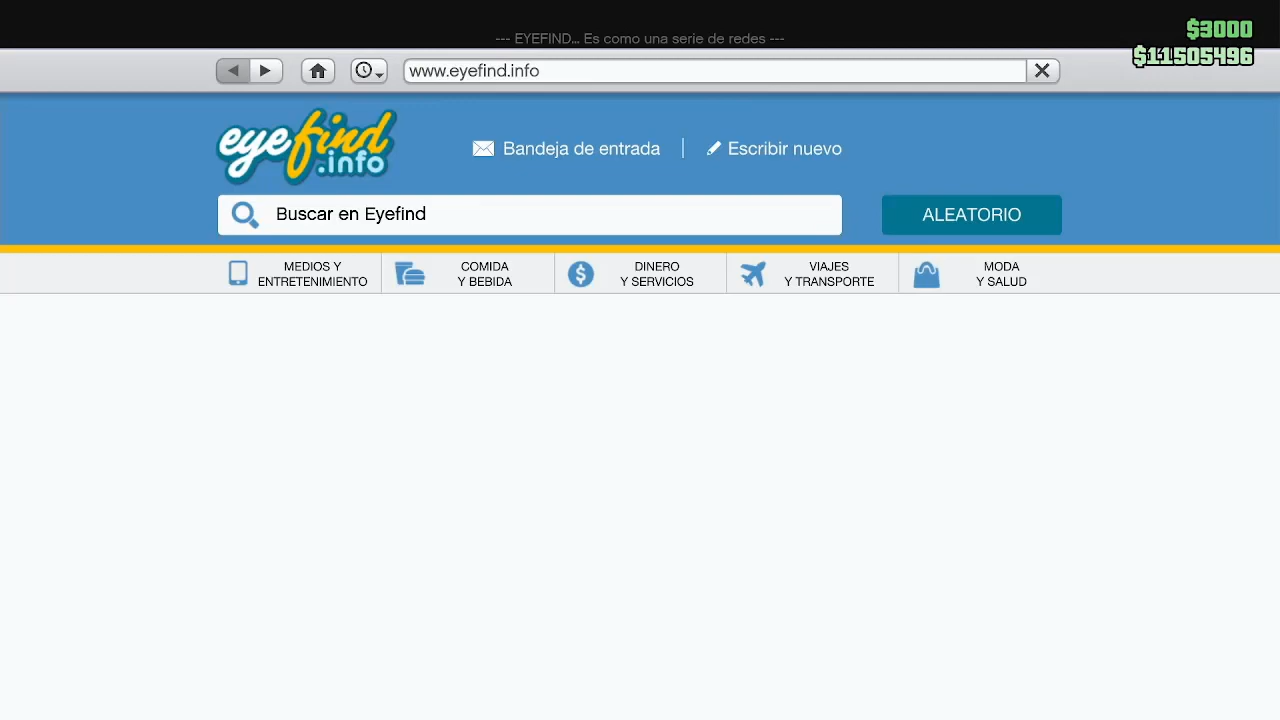 --- EYEFIND... Es como una serie de redes ---
$3000
$11505496
www.eyefind.info
eyefind
.info
Bandeja de entrada
Escribir nuevo
Buscar en Eyefind
ALEATORIO
MEDIOS Y
ENTRETENIMIENTO
COMIDA
Y BEBIDA
DINERO
Y SERVICIOS
VIAJES
Y TRANSPORTE
MODA
Y SALUD